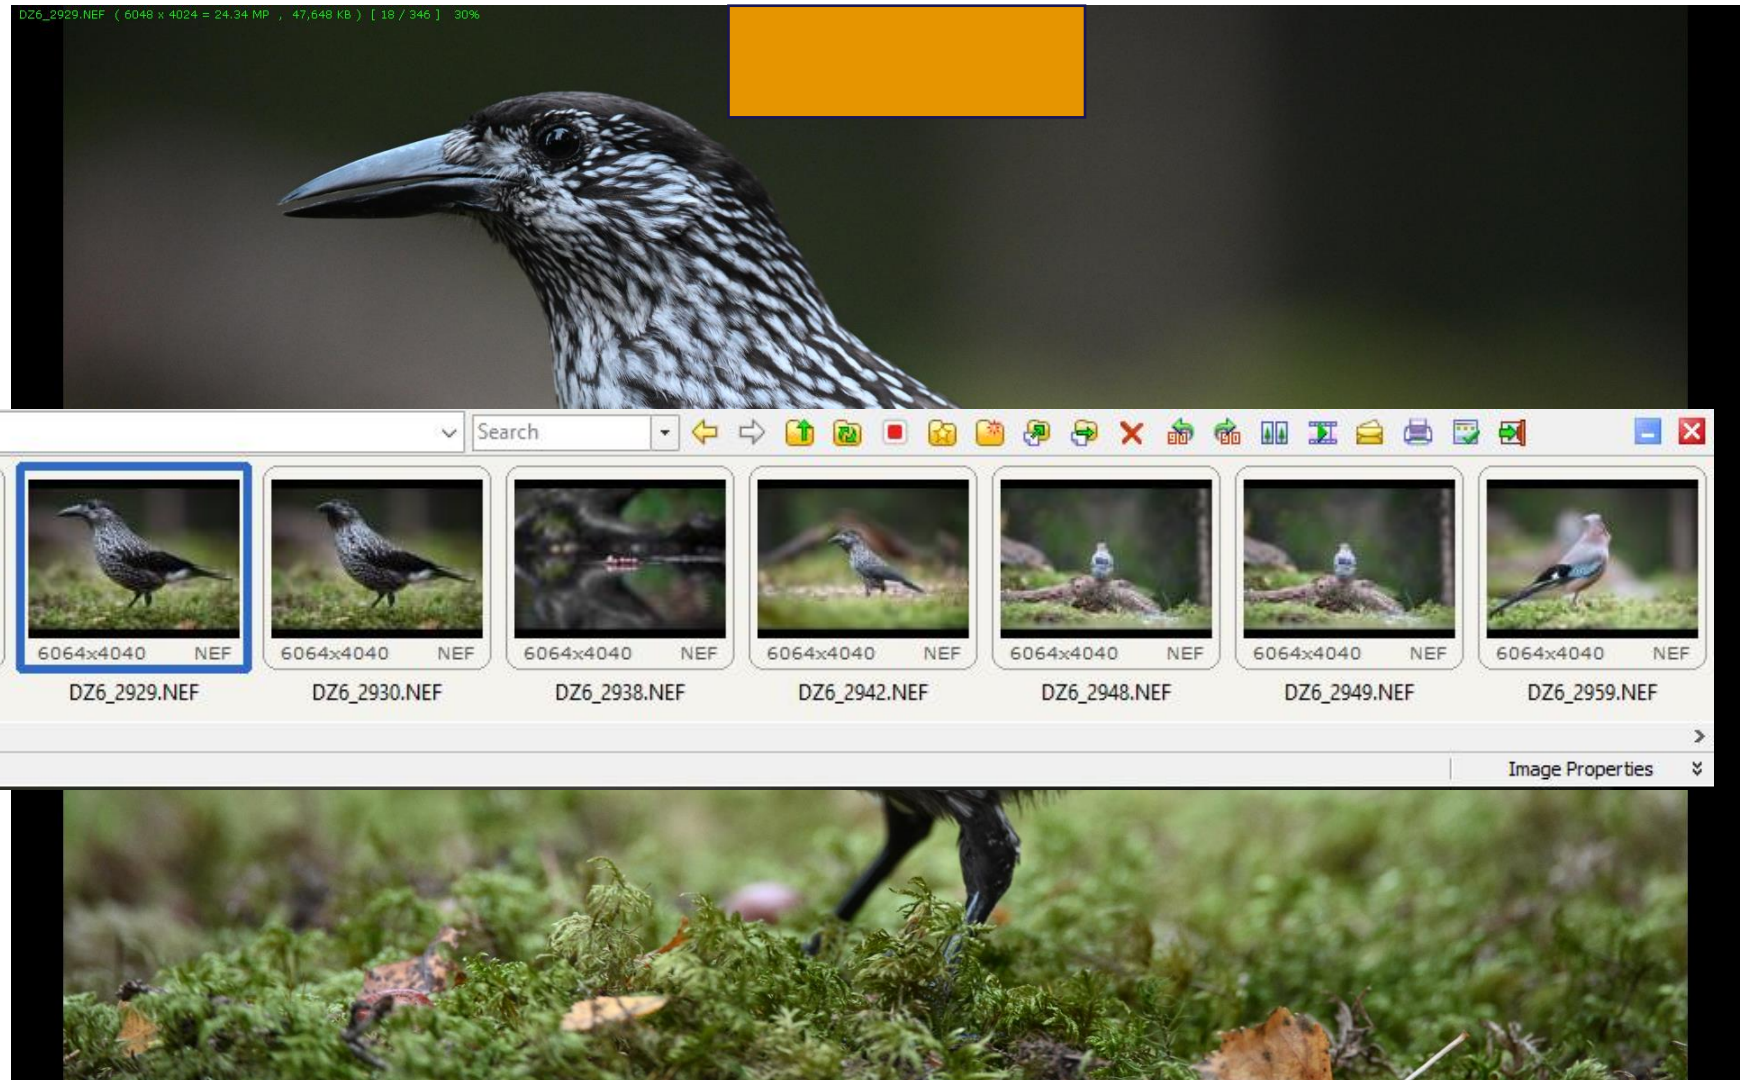 DZ6_2929.NEF ( 6048 x 4024 = 24.34 MP , 47,648 KB ) [ 18 / 346 ] 30%
Search
6064x4040 NEF 6064x4040 NEF 6064x4040 NEF 6064x4040 NEF 6064x4040 NEF 6064x4040 NEF 6064x4040 NEF
DZ6_2929.NEF DZ6_2930.NEF DZ6_2938.NEF DZ6_2942.NEF DZ6_2948.NEF DZ6_2949.NEF DZ6_2959.NEF
Image Properties